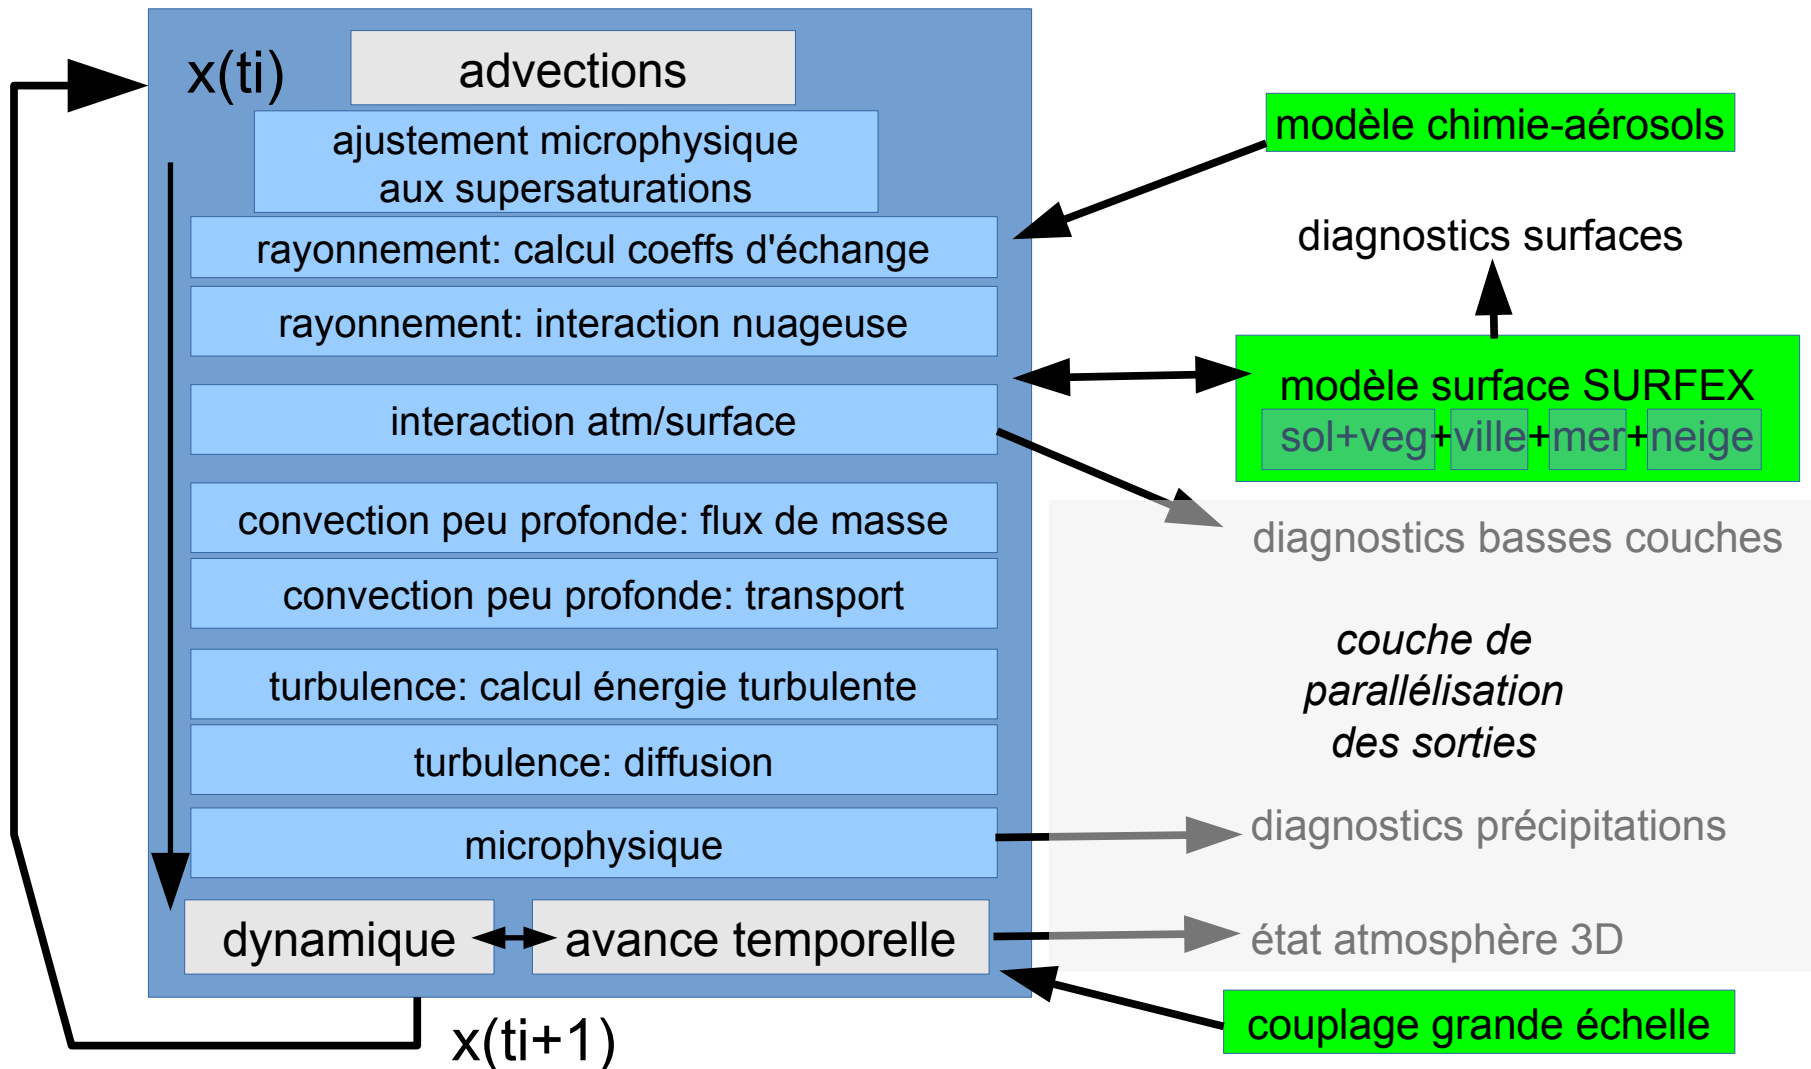 x(ti)
advections
ajustement microphysique
aux supersaturations
rayonnement: calcul coeffs d'échange
rayonnement: interaction nuageuse
interaction atm/surface
convection peu profonde: flux de masse
convection peu profonde: transport
turbulence: calcul énergie turbulente
turbulence: diffusion
microphysique
dynamique
avance temporelle
x(ti+1)
modèle chimie-aérosols
diagnostics surfaces
modèle surface SURFEX
sol+veg+ville+mer+neige
diagnostics basses couches
couche de
parallélisation
des sorties
diagnostics précipitations
état atmosphère 3D
couplage grande échelle